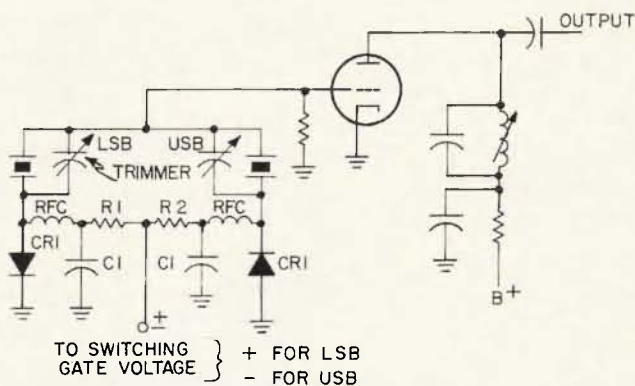 OUTPUT
LSB
USB
TRIMMER
RFC
R1
R2
RFC
CR1
C1
C1
CR1
B+
±
TO SWITCHING } + FOR LSB
GATE VOLTAGE } - FOR USB